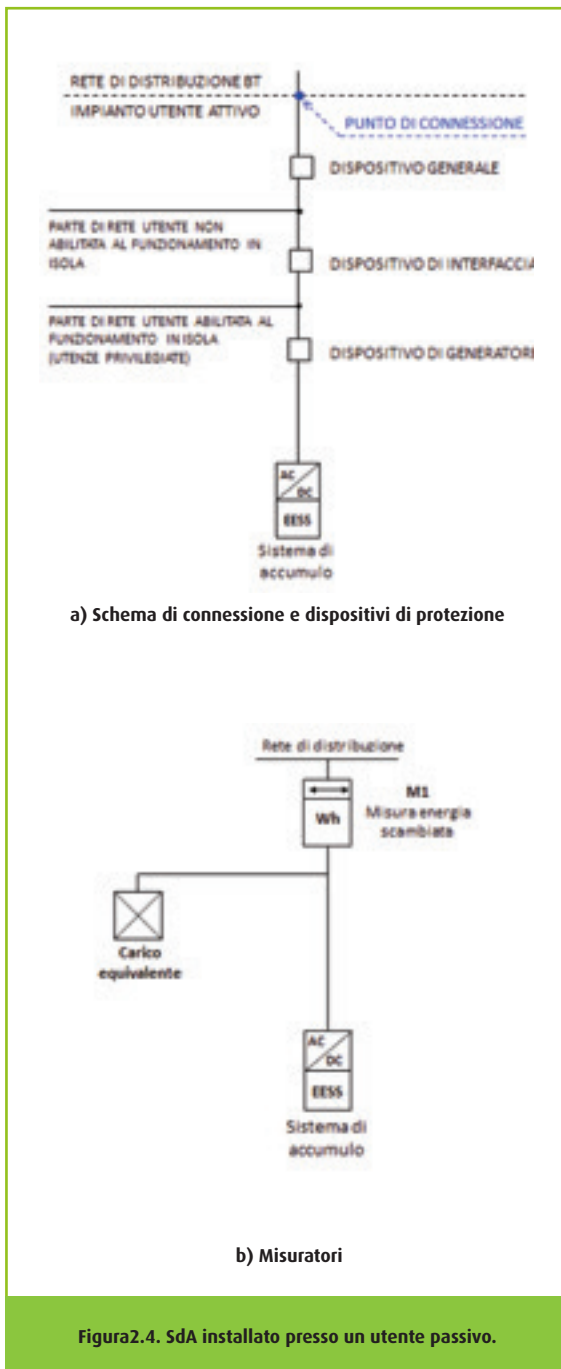 RETE DI DISTRIBUZIONE BT
IMPIANTO UTENTE ATTIVO
PUNTO DI CONNESSIONE
DISPOSITIVO GENERALE
PARTE DI RETE UTENTE NON
ABILITATA AL FUNZIONAMENTO IN
ISOLA
DISPOSITIVO DI INTERFACCIA
PARTE DI RETE UTENTE ABILITATA AL
FUNZIONAMENTO IN ISOLA
(UTENZE PRIVILEGIATE)
DISPOSITIVO DI GENERATORE
AC
DC
EESS
Sistema di
accumulo
a) Schema di connessione e dispositivi di protezione
Rete di distribuzione
M1
Wh
Misura energia
scambiata
Carico
equivalente
AC
DC
EESS
Sistema di
accumulo
b) Misuratori
Figura2.4. SdA installato presso un utente passivo.